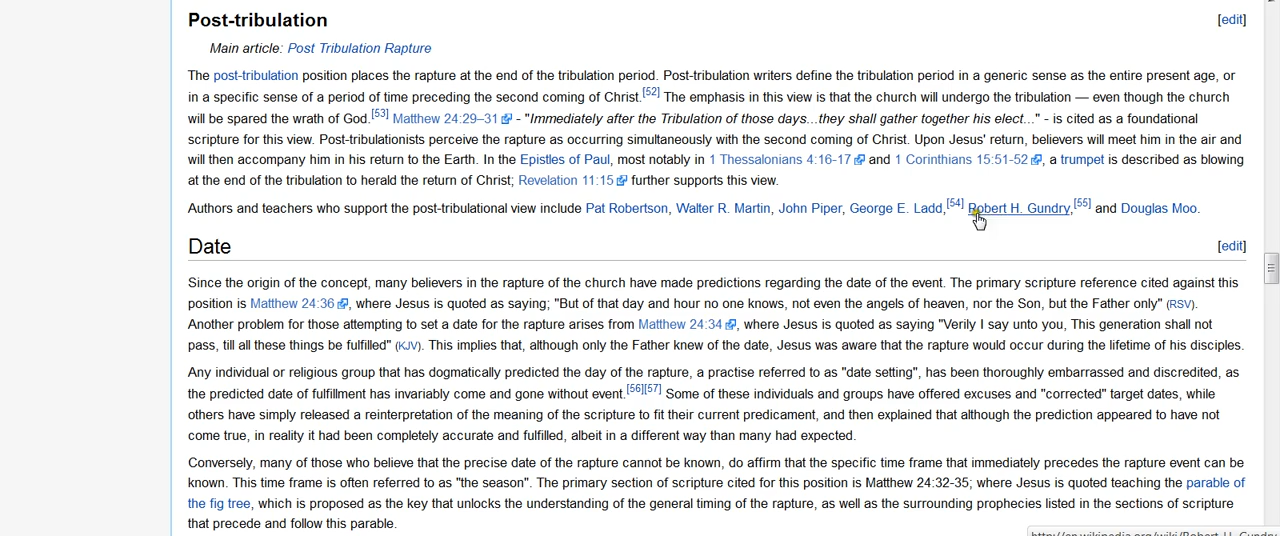 Post-tribulation [edit]
Main article: Post Tribulation Rapture
The post-tribulation position places the rapture at the end of the tribulation period. Post-tribulation writers define the tribulation period in a generic sense as the entire present age, or
in a specific sense of a period of time preceding the second coming of Christ.[52] The emphasis in this view is that the church will undergo the tribulation — even though the church
will be spared the wrath of God.[53] Matthew 24:29–31 - "Immediately after the Tribulation of those days...they shall gather together his elect..." - is cited as a foundational
scripture for this view. Post-tribulationists perceive the rapture as occurring simultaneously with the second coming of Christ. Upon Jesus' return, believers will meet him in the air and
will then accompany him in his return to the Earth. In the Epistles of Paul, most notably in 1 Thessalonians 4:16-17 and 1 Corinthians 15:51-52, a trumpet is described as blowing
at the end of the tribulation to herald the return of Christ; Revelation 11:15 further supports this view.
Authors and teachers who support the post-tribulational view include Pat Robertson, Walter R. Martin, John Piper, George E. Ladd,[54] Robert H. Gundry,[55] and Douglas Moo.
Date [edit]
Since the origin of the concept, many believers in the rapture of the church have made predictions regarding the date of the event. The primary scripture reference cited against this
position is Matthew 24:36, where Jesus is quoted as saying; "But of that day and hour no one knows, not even the angels of heaven, nor the Son, but the Father only" (RSV).
Another problem for those attempting to set a date for the rapture arises from Matthew 24:34, where Jesus is quoted as saying "Verily I say unto you, This generation shall not
pass, till all these things be fulfilled" (KJV). This implies that, although only the Father knew of the date, Jesus was aware that the rapture would occur during the lifetime of his disciples.
Any individual or religious group that has dogmatically predicted the day of the rapture, a practise referred to as "date setting", has been thoroughly embarrassed and discredited, as
the predicted date of fulfillment has invariably come and gone without event.[56][57] Some of these individuals and groups have offered excuses and "corrected" target dates, while
others have simply released a reinterpretation of the meaning of the scripture to fit their current predicament, and then explained that although the prediction appeared to have not
come true, in reality it had been completely accurate and fulfilled, albeit in a different way than many had expected.
Conversely, many of those who believe that the precise date of the rapture cannot be known, do affirm that the specific time frame that immediately precedes the rapture event can be
known. This time frame is often referred to as "the season". The primary section of scripture cited for this position is Matthew 24:32-35; where Jesus is quoted teaching the parable of
the fig tree, which is proposed as the key that unlocks the understanding of the general timing of the rapture, as well as the surrounding prophecies listed in the sections of scripture
that precede and follow this parable.
http://en.wikipedia.org/wiki/Robert_H._Gundry